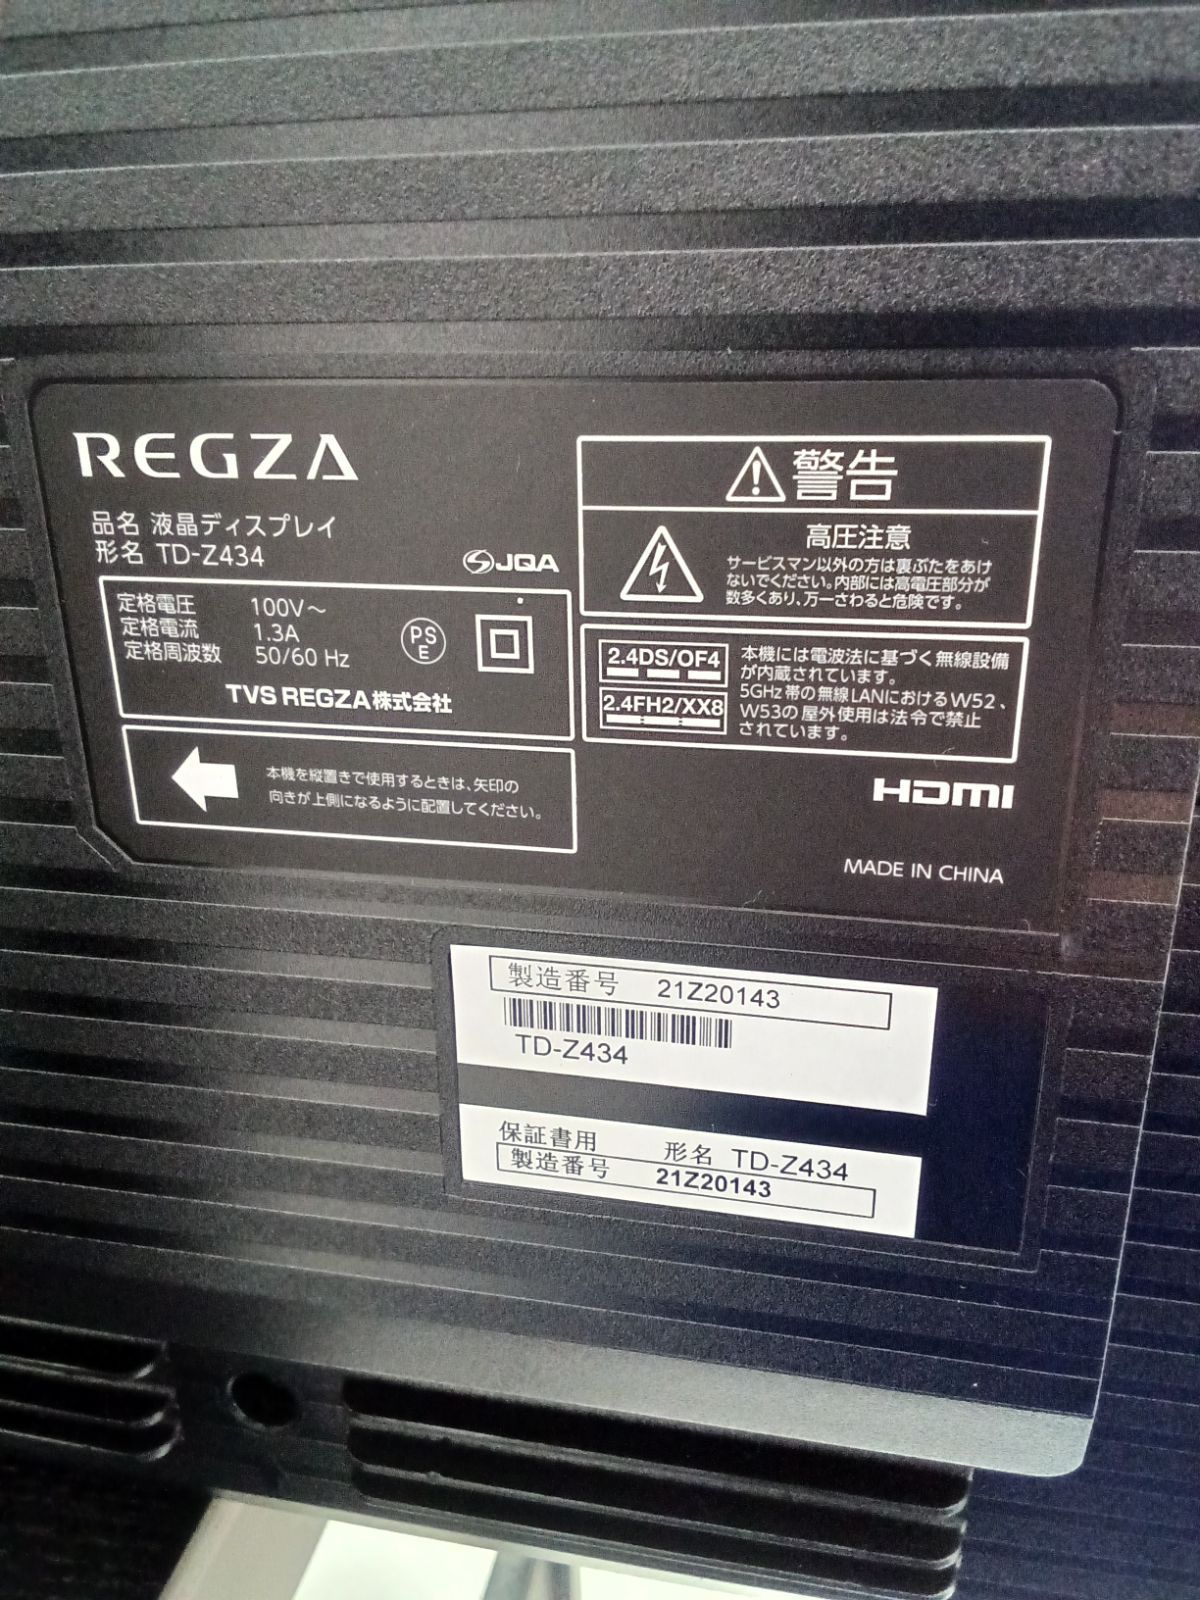 REGZA
品名 液晶ディスプレイ
形名 TD-Z434
JQA
定格電圧 100V～
定格電流 1.3A
定格周波数 50/60 Hz
PS
E
TVS REGZA株式会社
本機を縦置きで使用するときは、矢印の
向きが上側になるように配置してください。
警告
高圧注意
サービスマン以外の方は裏ぶたをあけ
ないでください。内部には高電圧部分が
数多くあり、万一さわると危険です。
2.4DS/OF4
2.4FH2/XX8
本機には電波法に基づく無線設備
が内蔵されています。
5GHz帯の無線LANにおけるW52、
W53の屋外使用は法令で禁止
されています。
HDMI
MADE IN CHINA
製造番号 21Z20143
TD-Z434
保証書用 形名 TD-Z434
製造番号 21Z20143